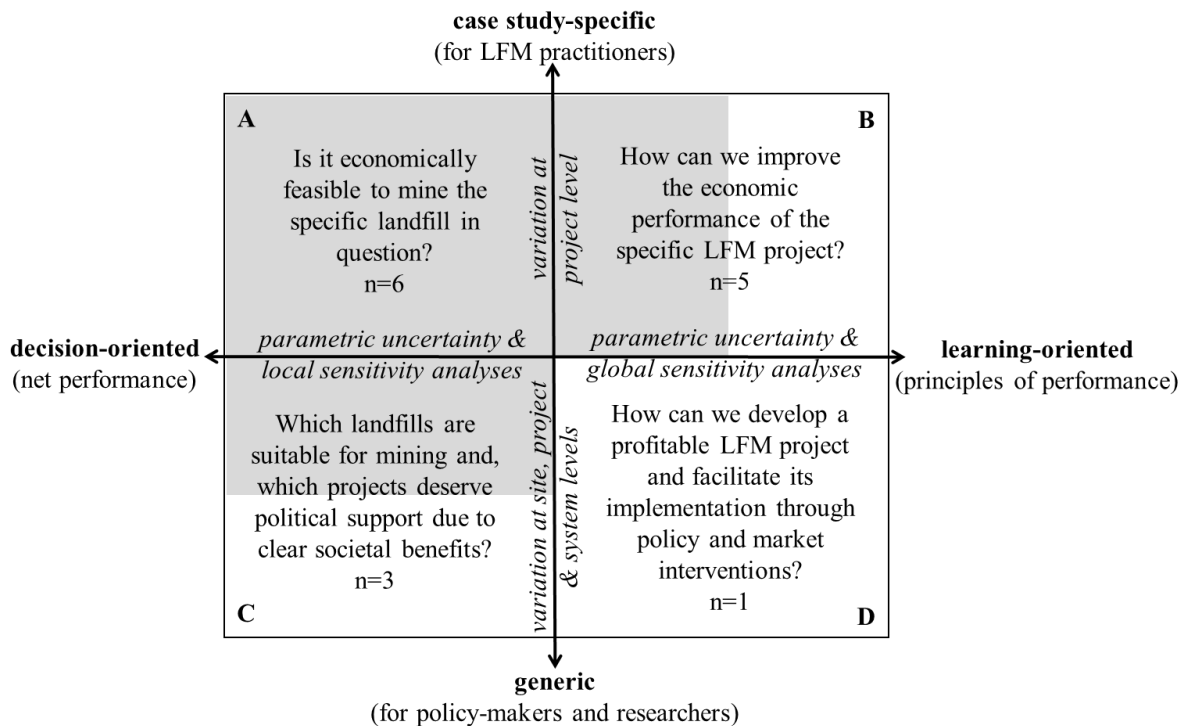 case study-specific
(for LFM practitioners)
A
B
Is it economically
feasible to mine the
specific landfill in
question?
n=6
variation at
project level
How can we improve
the economic
performance of the
specific LFM project?
n=5
decision-oriented
(net performance)
parametric uncertainty &
local sensitivity analyses
parametric uncertainty &
global sensitivity analyses
learning-oriented
(principles of performance)
Which landfills are
suitable for mining and,
which projects deserve
political support due to
clear societal benefits?
n=3
variation at site, project
& system levels
How can we develop a
profitable LFM project
and facilitate its
implementation through
policy and market
interventions?
n=1
C
D
generic
(for policy-makers and researchers)